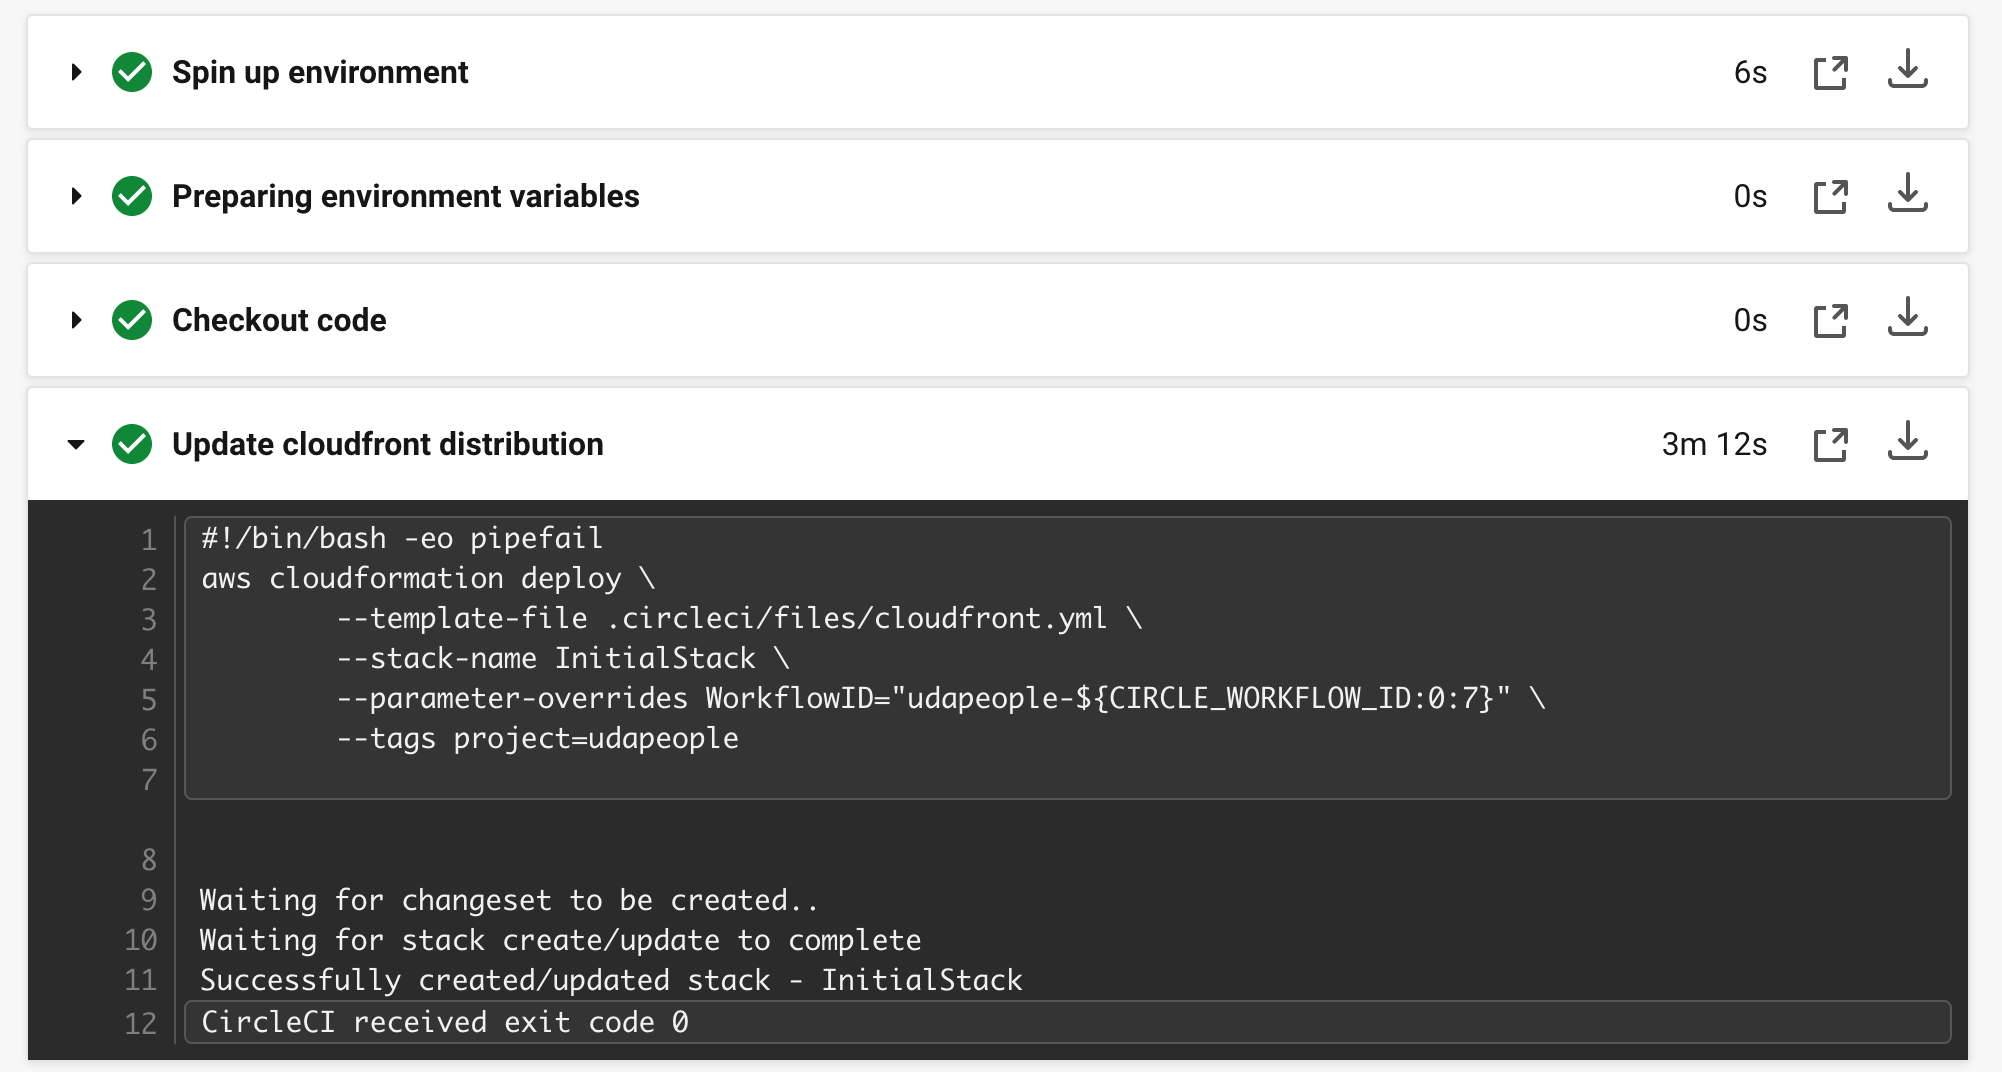 Spin up environment 6s
Preparing environment variables 0s
Checkout code 0s
Update cloudfront distribution 3m 12s
1 #!/bin/bash -eo pipefail
2 aws cloudformation deploy \
3 --template-file .circleci/files/cloudfront.yml \
4 --stack-name InitialStack \
5 --parameter-overrides WorkflowID="udapeople-${CIRCLE_WORKFLOW_ID:0:7}" \
6 --tags project=udapeople
7
8
9 Waiting for changeset to be created..
10 Waiting for stack create/update to complete
11 Successfully created/updated stack - InitialStack
12 CircleCI received exit code 0